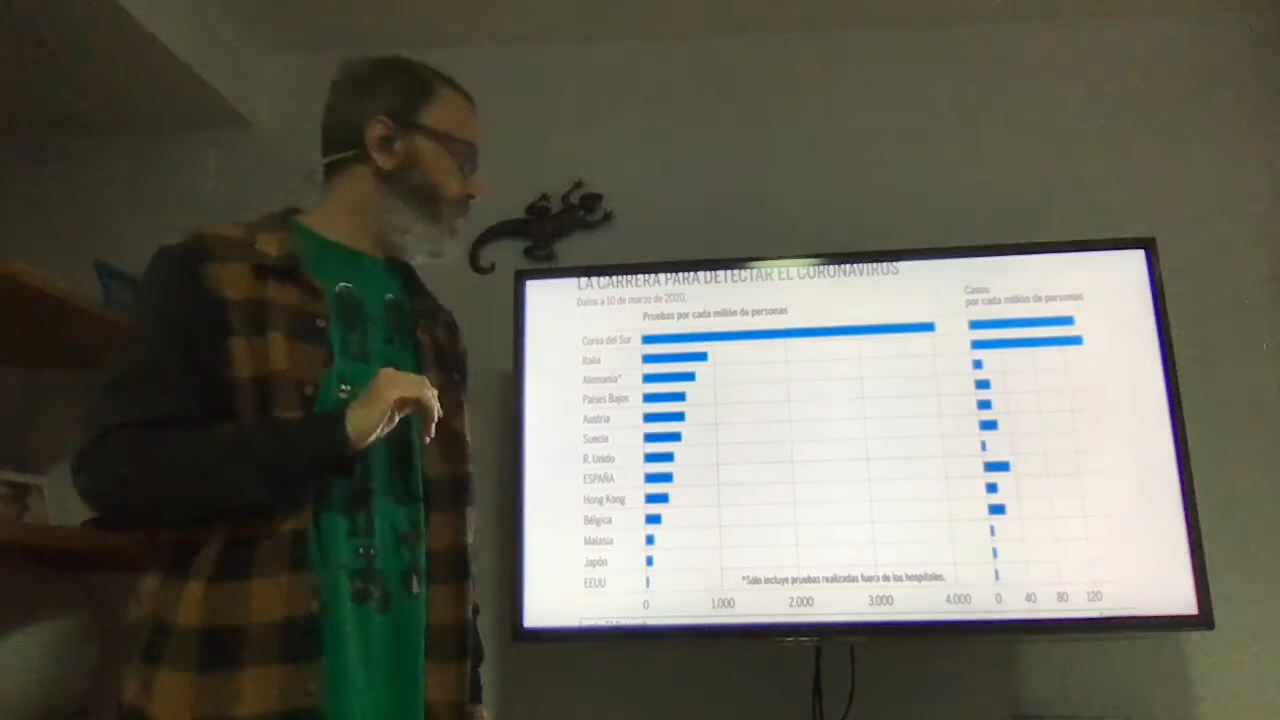 LA CARRERA PARA DETECTAR EL CORONAVIRUS
Datos a 10 de marzo de 2020.
Pruebas por cada millón de personas
Casos
por cada millón de personas
Corea del Sur
Italia
Alemania*
Países Bajos
Austria
Suecia
R. Unido
ESPAÑA
Hong Kong
Bélgica
Malasia
Japón
EEUU
*Sólo incluye pruebas realizadas fuera de los hospitales.
0 1.000 2.000 3.000 4.000 0 40 80 120